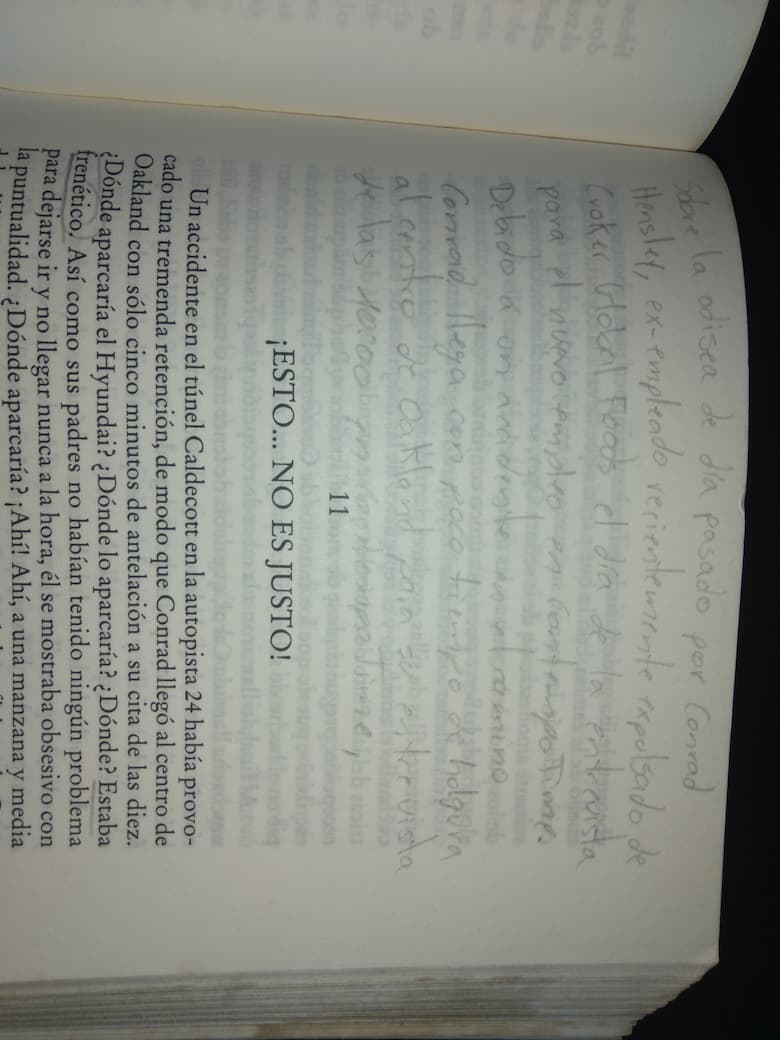 Sobre la odisea de día pasado por Conrad
Hensley, ex-empleado recientemente expulsado de
Croker Global Foods el día de la entrevista
para el nuevo empleo en ContempoTime.
Debido a un accidente en el camino
Conrad llega con poco tiempo de holgura
al centro de Oakland para su entrevista
de las 10:00 en Contempotime,
11
¡ESTO... NO ES JUSTO!
Un accidente en el túnel Caldecott en la autopista 24 había provo-
cado una tremenda retención, de modo que Conrad llegó al centro de
Oakland con sólo cinco minutos de antelación a su cita de las diez.
¿Dónde aparcaría el Hyundai? ¿Dónde lo aparcaría? ¿Dónde? Estaba
frenético. Así como sus padres no habían tenido ningún problema
para dejarse ir y no llegar nunca a la hora, él se mostraba obsesivo con
la puntualidad. ¿Dónde aparcaría? ¡Ahí! Ahí, a una manzana y media